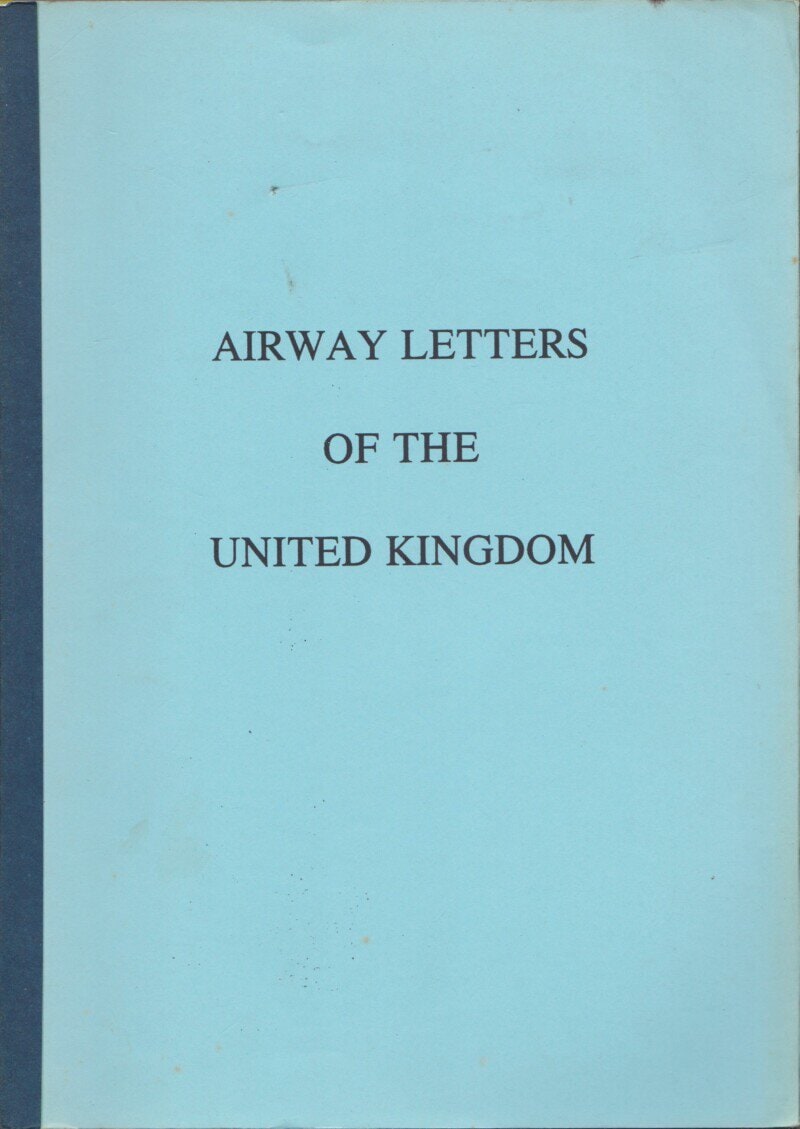 AIRWAY LETTERS
OF THE
UNITED KINGDOM